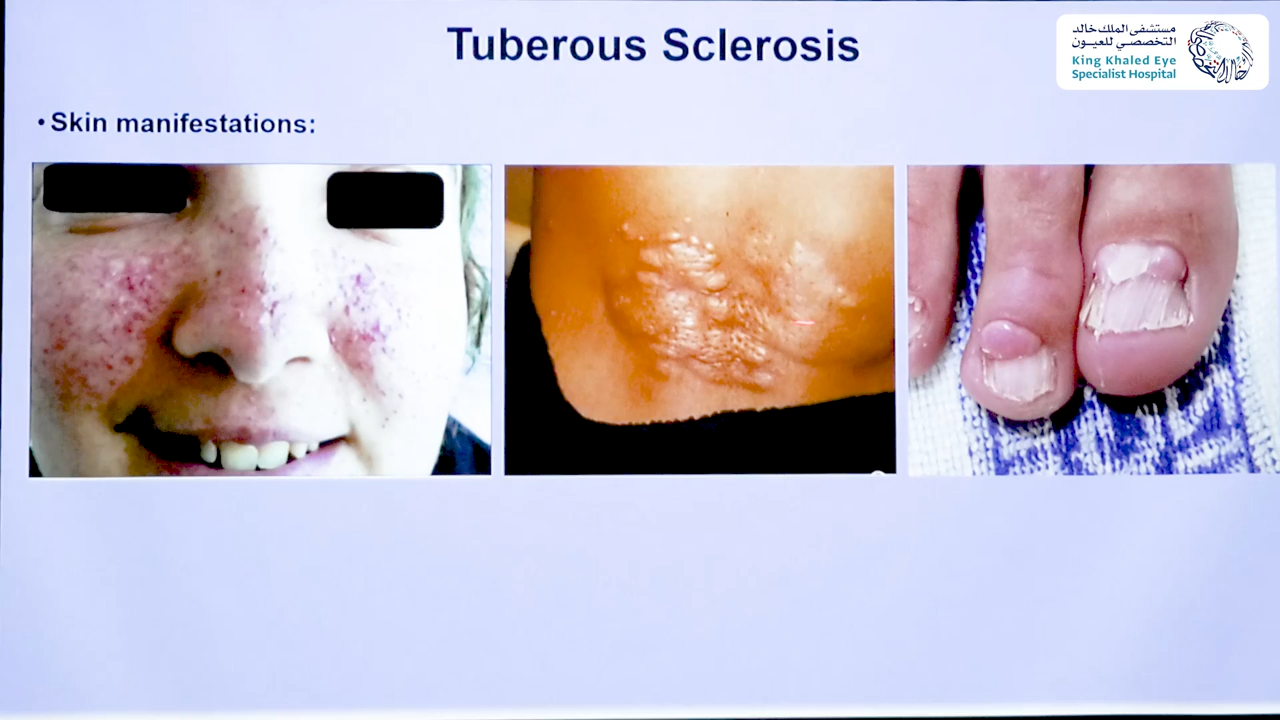 Tuberous Sclerosis
مستشفى الملك خالد
التخصصي للعيون
King Khaled Eye
Specialist Hospital
•Skin manifestations: